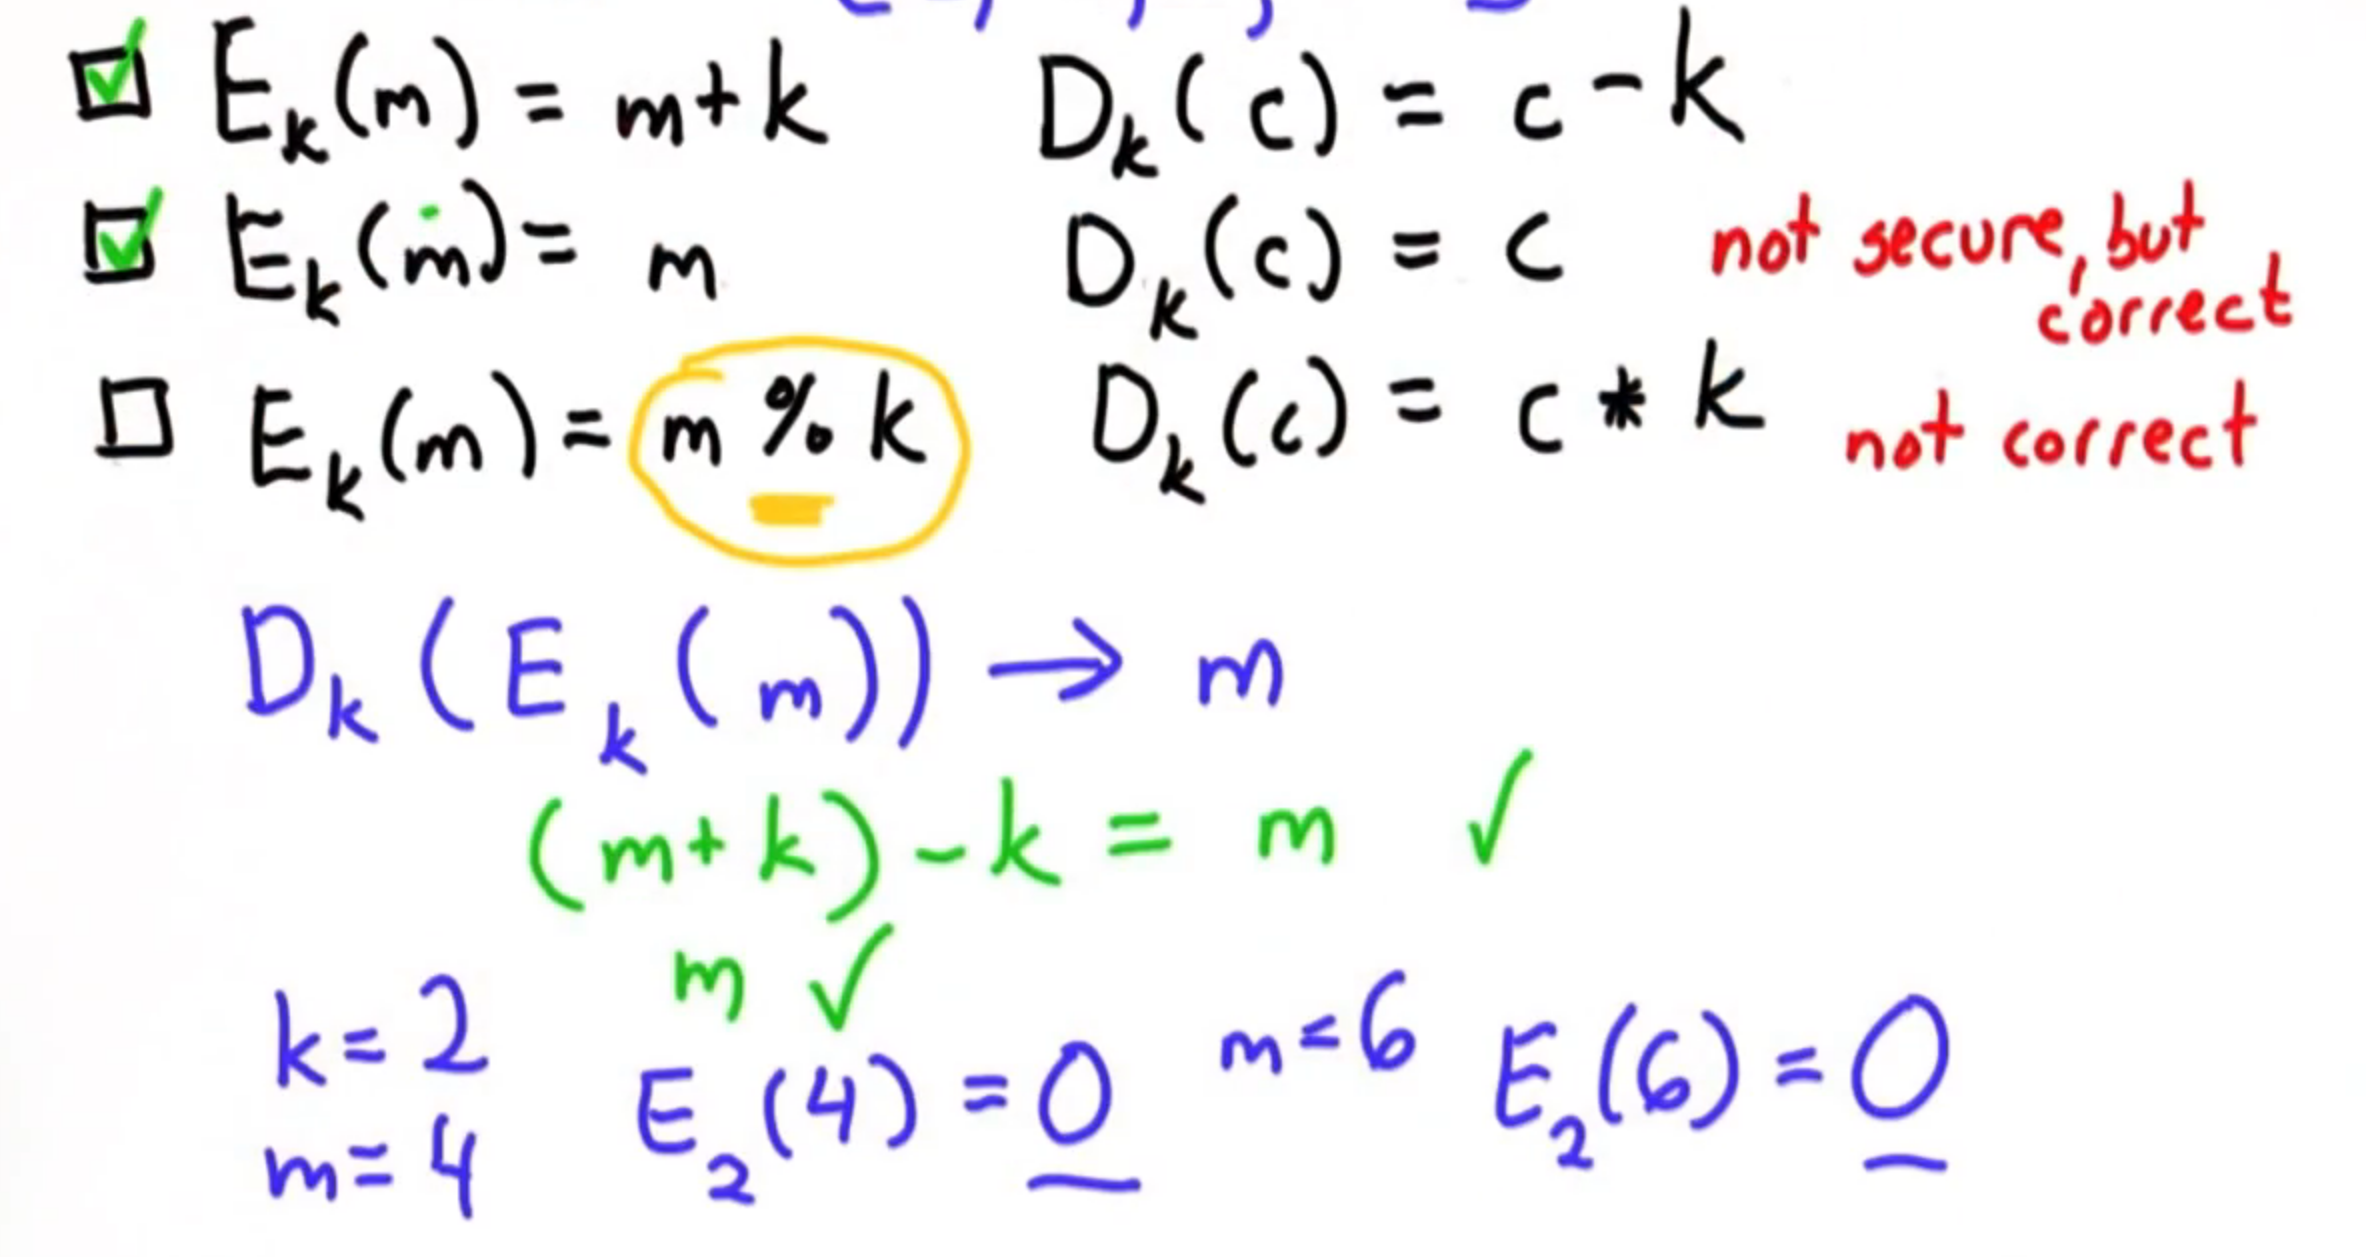 E_k(m) = m+k D_k(c) = c - k
E_k(m) = m D_k(c) = c not secure, but
correct
E_k(m) = m % k D_k(c) = c * k not correct
D_k(E_k(m)) → m
(m+k) - k = m ✓
m ✓
k = 2 m = 6
E_2(4) = 0 E_2(6) = 0
m = 4